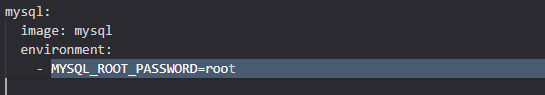 mysql:
  image: mysql
  environment:
    - MYSQL_ROOT_PASSWORD=root